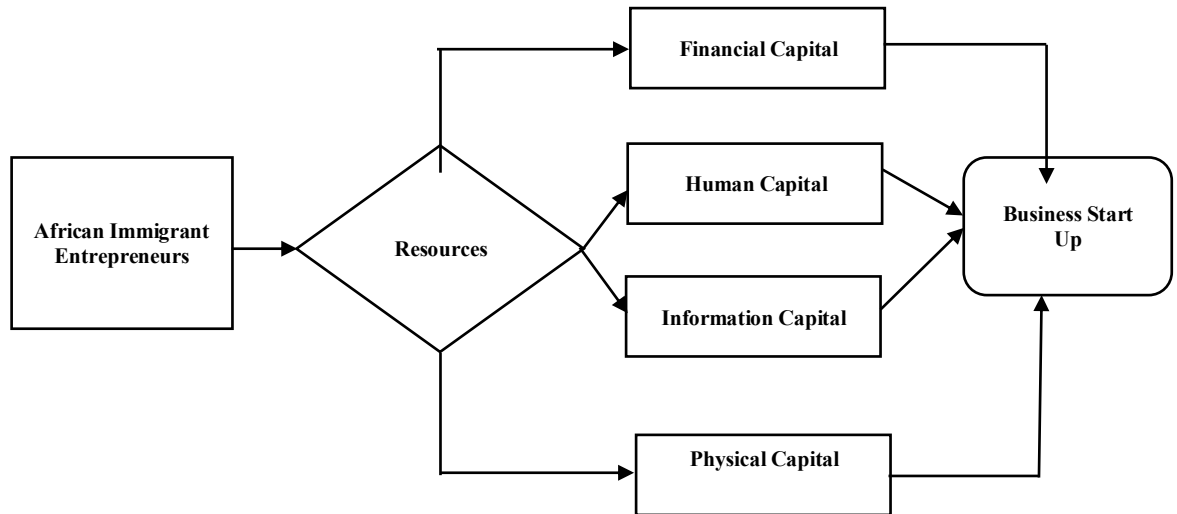 Financial Capital
Human Capital
African Immigrant
Entrepreneurs
Resources
Business Start
Up
Information Capital
Physical Capital